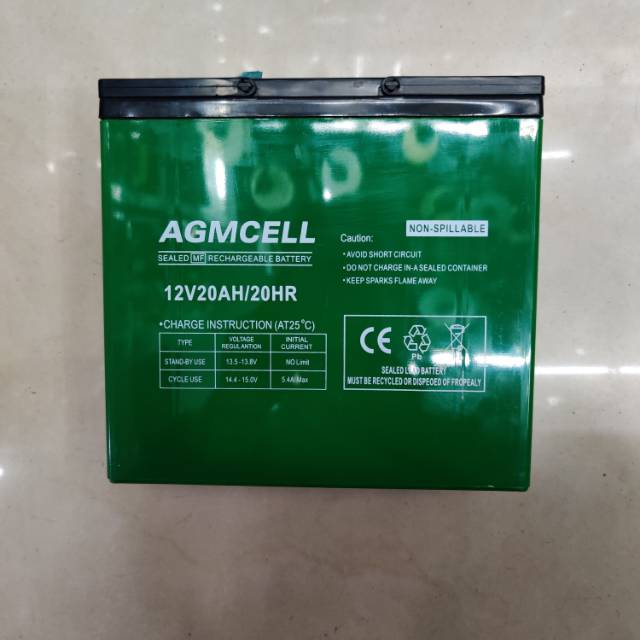 AGMCELL
SEALED MF RECHARGEABLE BATTERY
12V20AH/20HR
•CHARGE INSTRUCTION (AT25°C)
TYPE VOLTAGE REGULANTION INITIAL CURRENT
STAND-BY USE 13.5 -13.8V NO Limit
CYCLE USE 14.4 - 15.0V 5.4A Max
NON-SPILLABLE
Caution:
• AVOID SHORT CIRCUIT
• DO NOT CHARGE IN-A SEALED CONTAINER
• KEEP SPARKS FLAME AWAY
CE
Pb
SEALED LEAD BATTERY
MUST BE RECYCLED OR DISPEOED OF PROPEALY